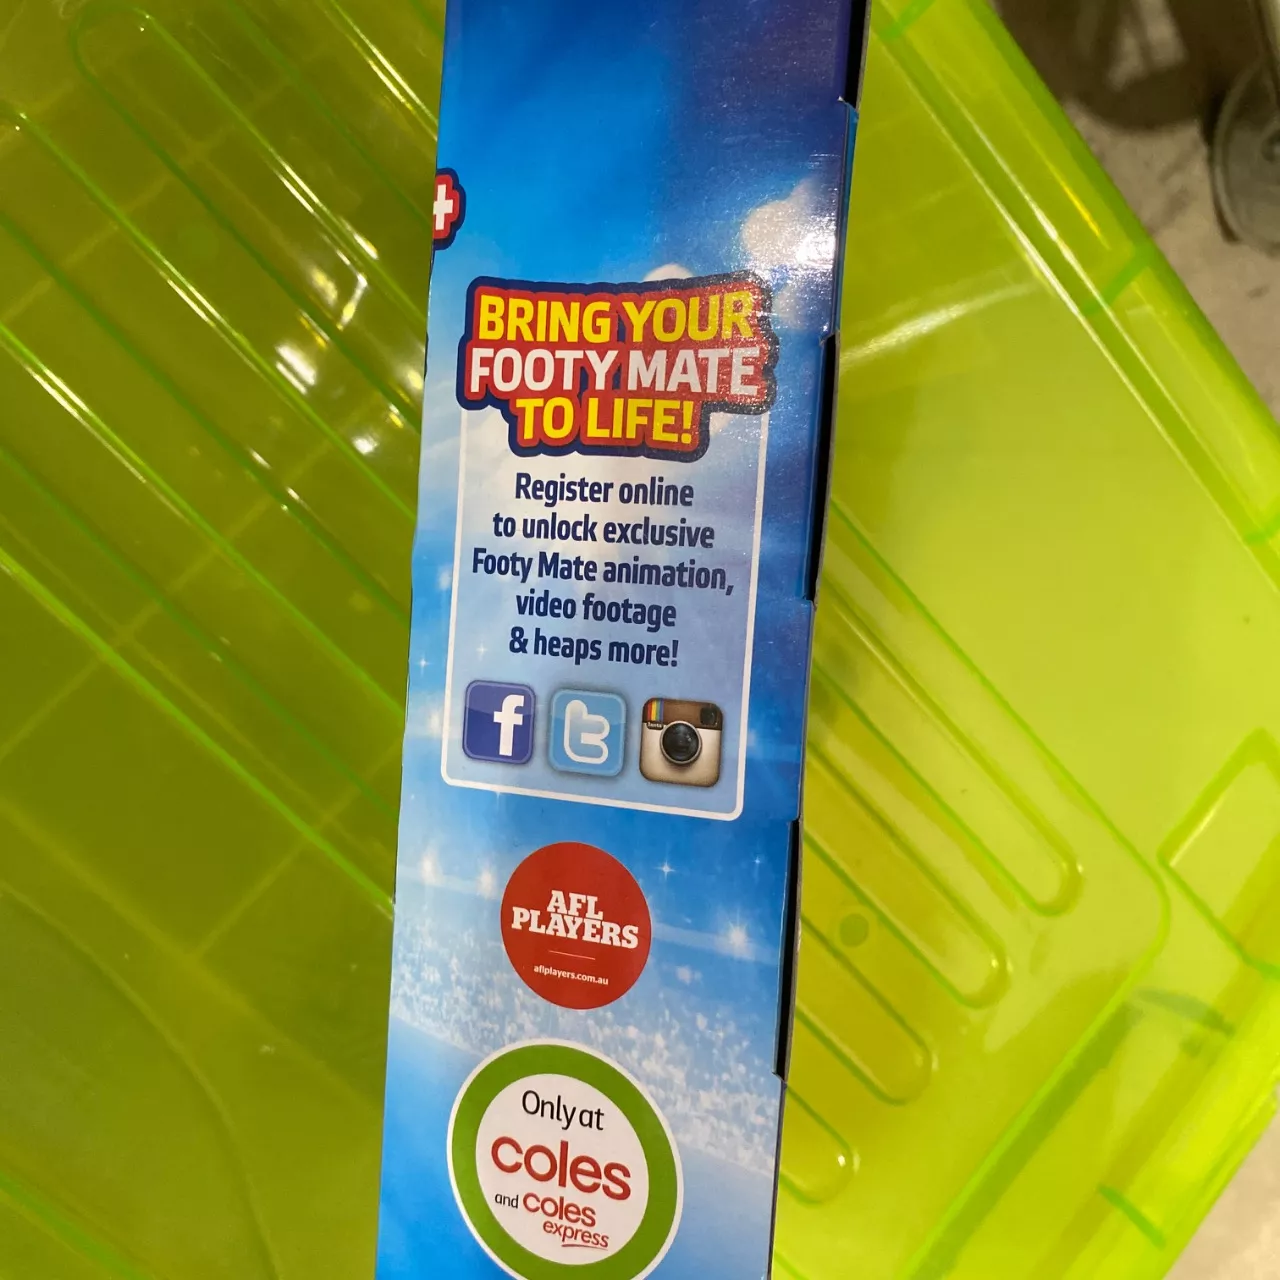 BRING YOUR
FOOTY MATE
TO LIFE!
Register online
to unlock exclusive
Footy Mate animation,
video footage
& heaps more!
AFL
PLAYERS
aflplayers.com.au
Only at
coles
and coles
express